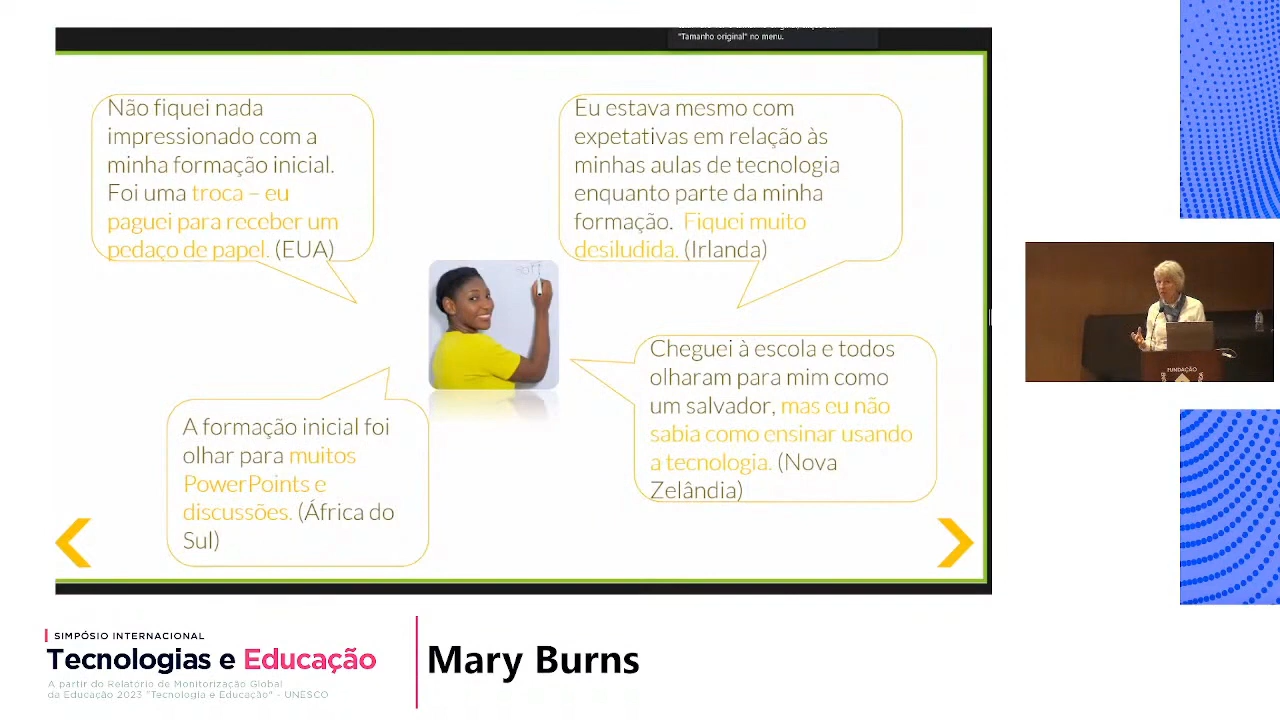 "Tamanho original" no menu.
Não fiquei nada
impressionado com a
minha formação inicial.
Foi uma troca – eu
paguei para receber um
pedaço de papel. (EUA)
Eu estava mesmo com
expetativas em relação às
minhas aulas de tecnologia
enquanto parte da minha
formação. Fiquei muito
desiludida. (Irlanda)
A formação inicial foi
olhar para muitos
PowerPoints e
discussões. (África do
Sul)
Cheguei à escola e todos
olharam para mim como
um salvador, mas eu não
sabia como ensinar usando
a tecnologia. (Nova
Zelândia)
FUNDAÇÃO
SIMPÓSIO INTERNACIONAL
Tecnologias e Educação
A partir do Relatório de Monitorização Global
da Educação 2023 "Tecnologia e Educação" - UNESCO
Mary Burns